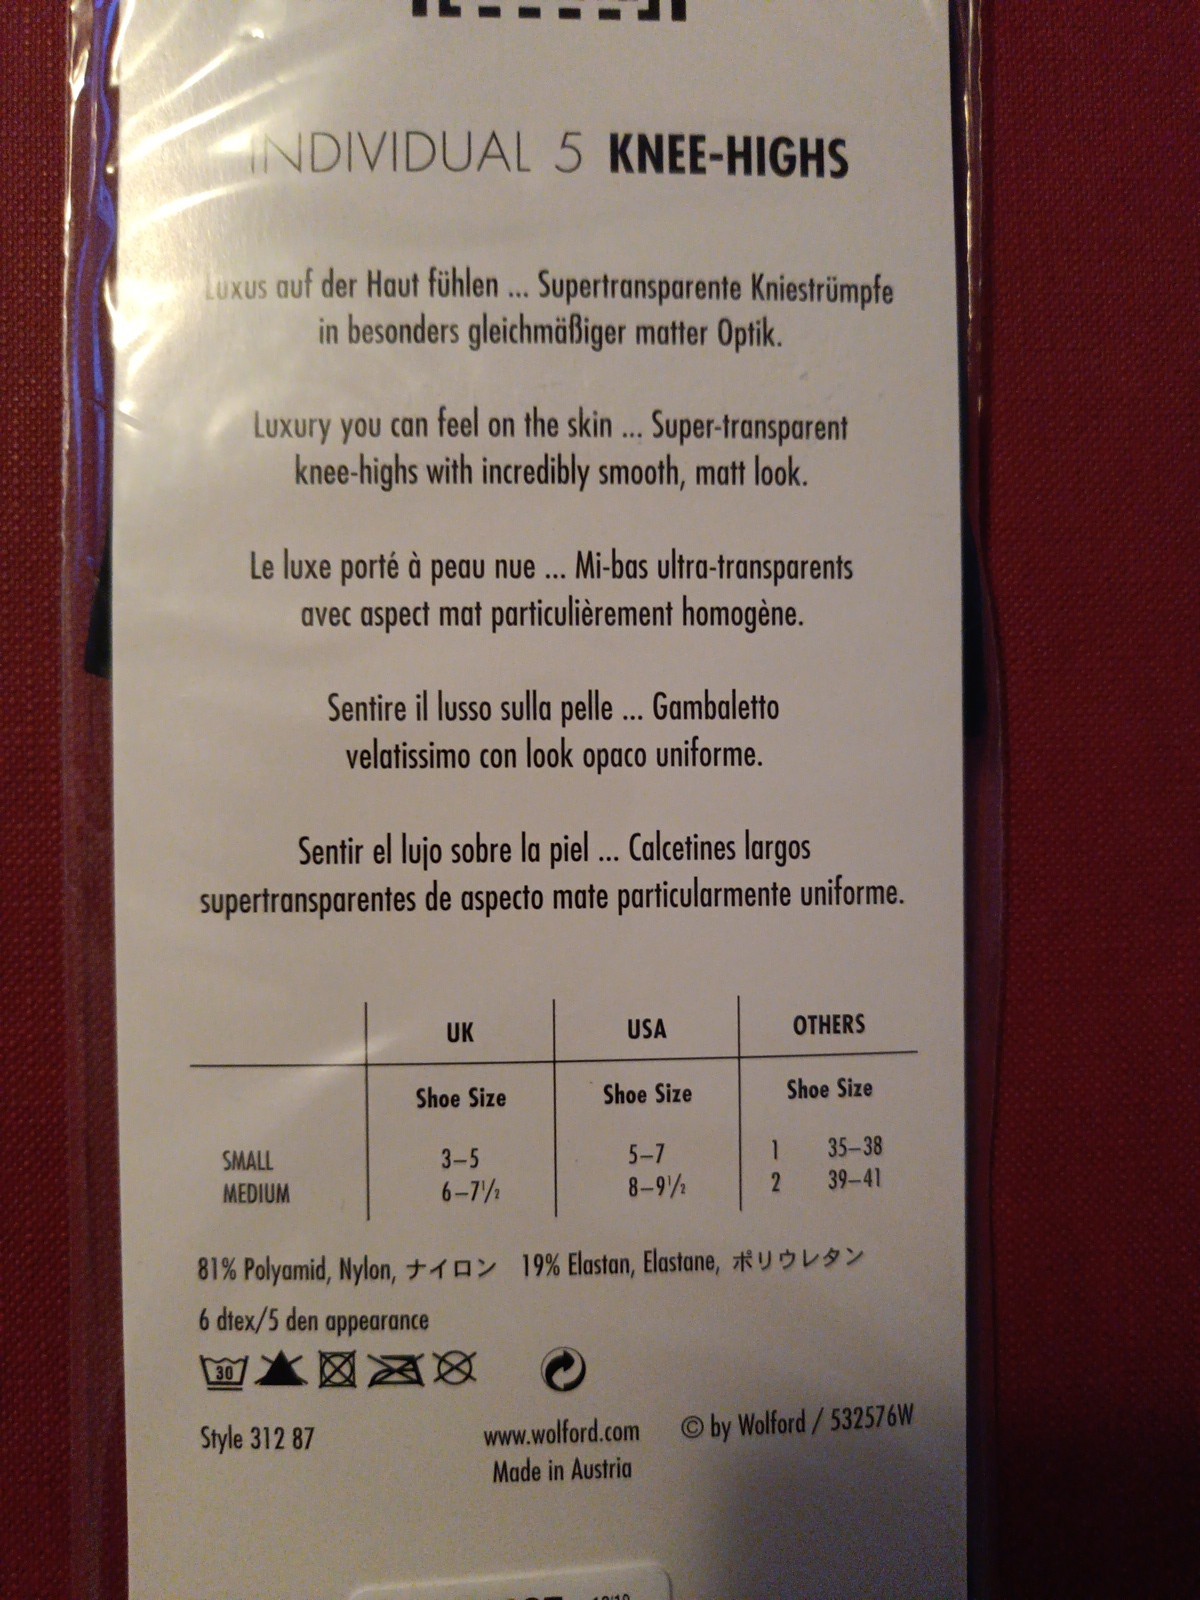 INDIVIDUAL 5 KNEE-HIGHS
Luxus auf der Haut fühlen ... Supertransparente Kniestrümpfe
in besonders gleichmäßiger matter Optik.
Luxury you can feel on the skin ... Super-transparent
knee-highs with incredibly smooth, matt look.
Le luxe porté à peau nue ... Mi-bas ultra-transparents
avec aspect mat particulièrement homogène.
Sentire il lusso sulla pelle ... Gambaletto
velatissimo con look opaco uniforme.
Sentir el lujo sobre la piel ... Calcetines largos
supertransparentes de aspecto mate particularmente uniforme.
UK USA OTHERS
Shoe Size Shoe Size Shoe Size
SMALL 3–5 5–7 1 35–38
MEDIUM 6–7½ 8–9½ 2 39–41
81% Polyamid, Nylon, ナイロン 19% Elastan, Elastane, ポリウレタン
6 dtex/5 den appearance
30
Style 312 87 www.wolford.com © by Wolford / 532576W
Made in Austria